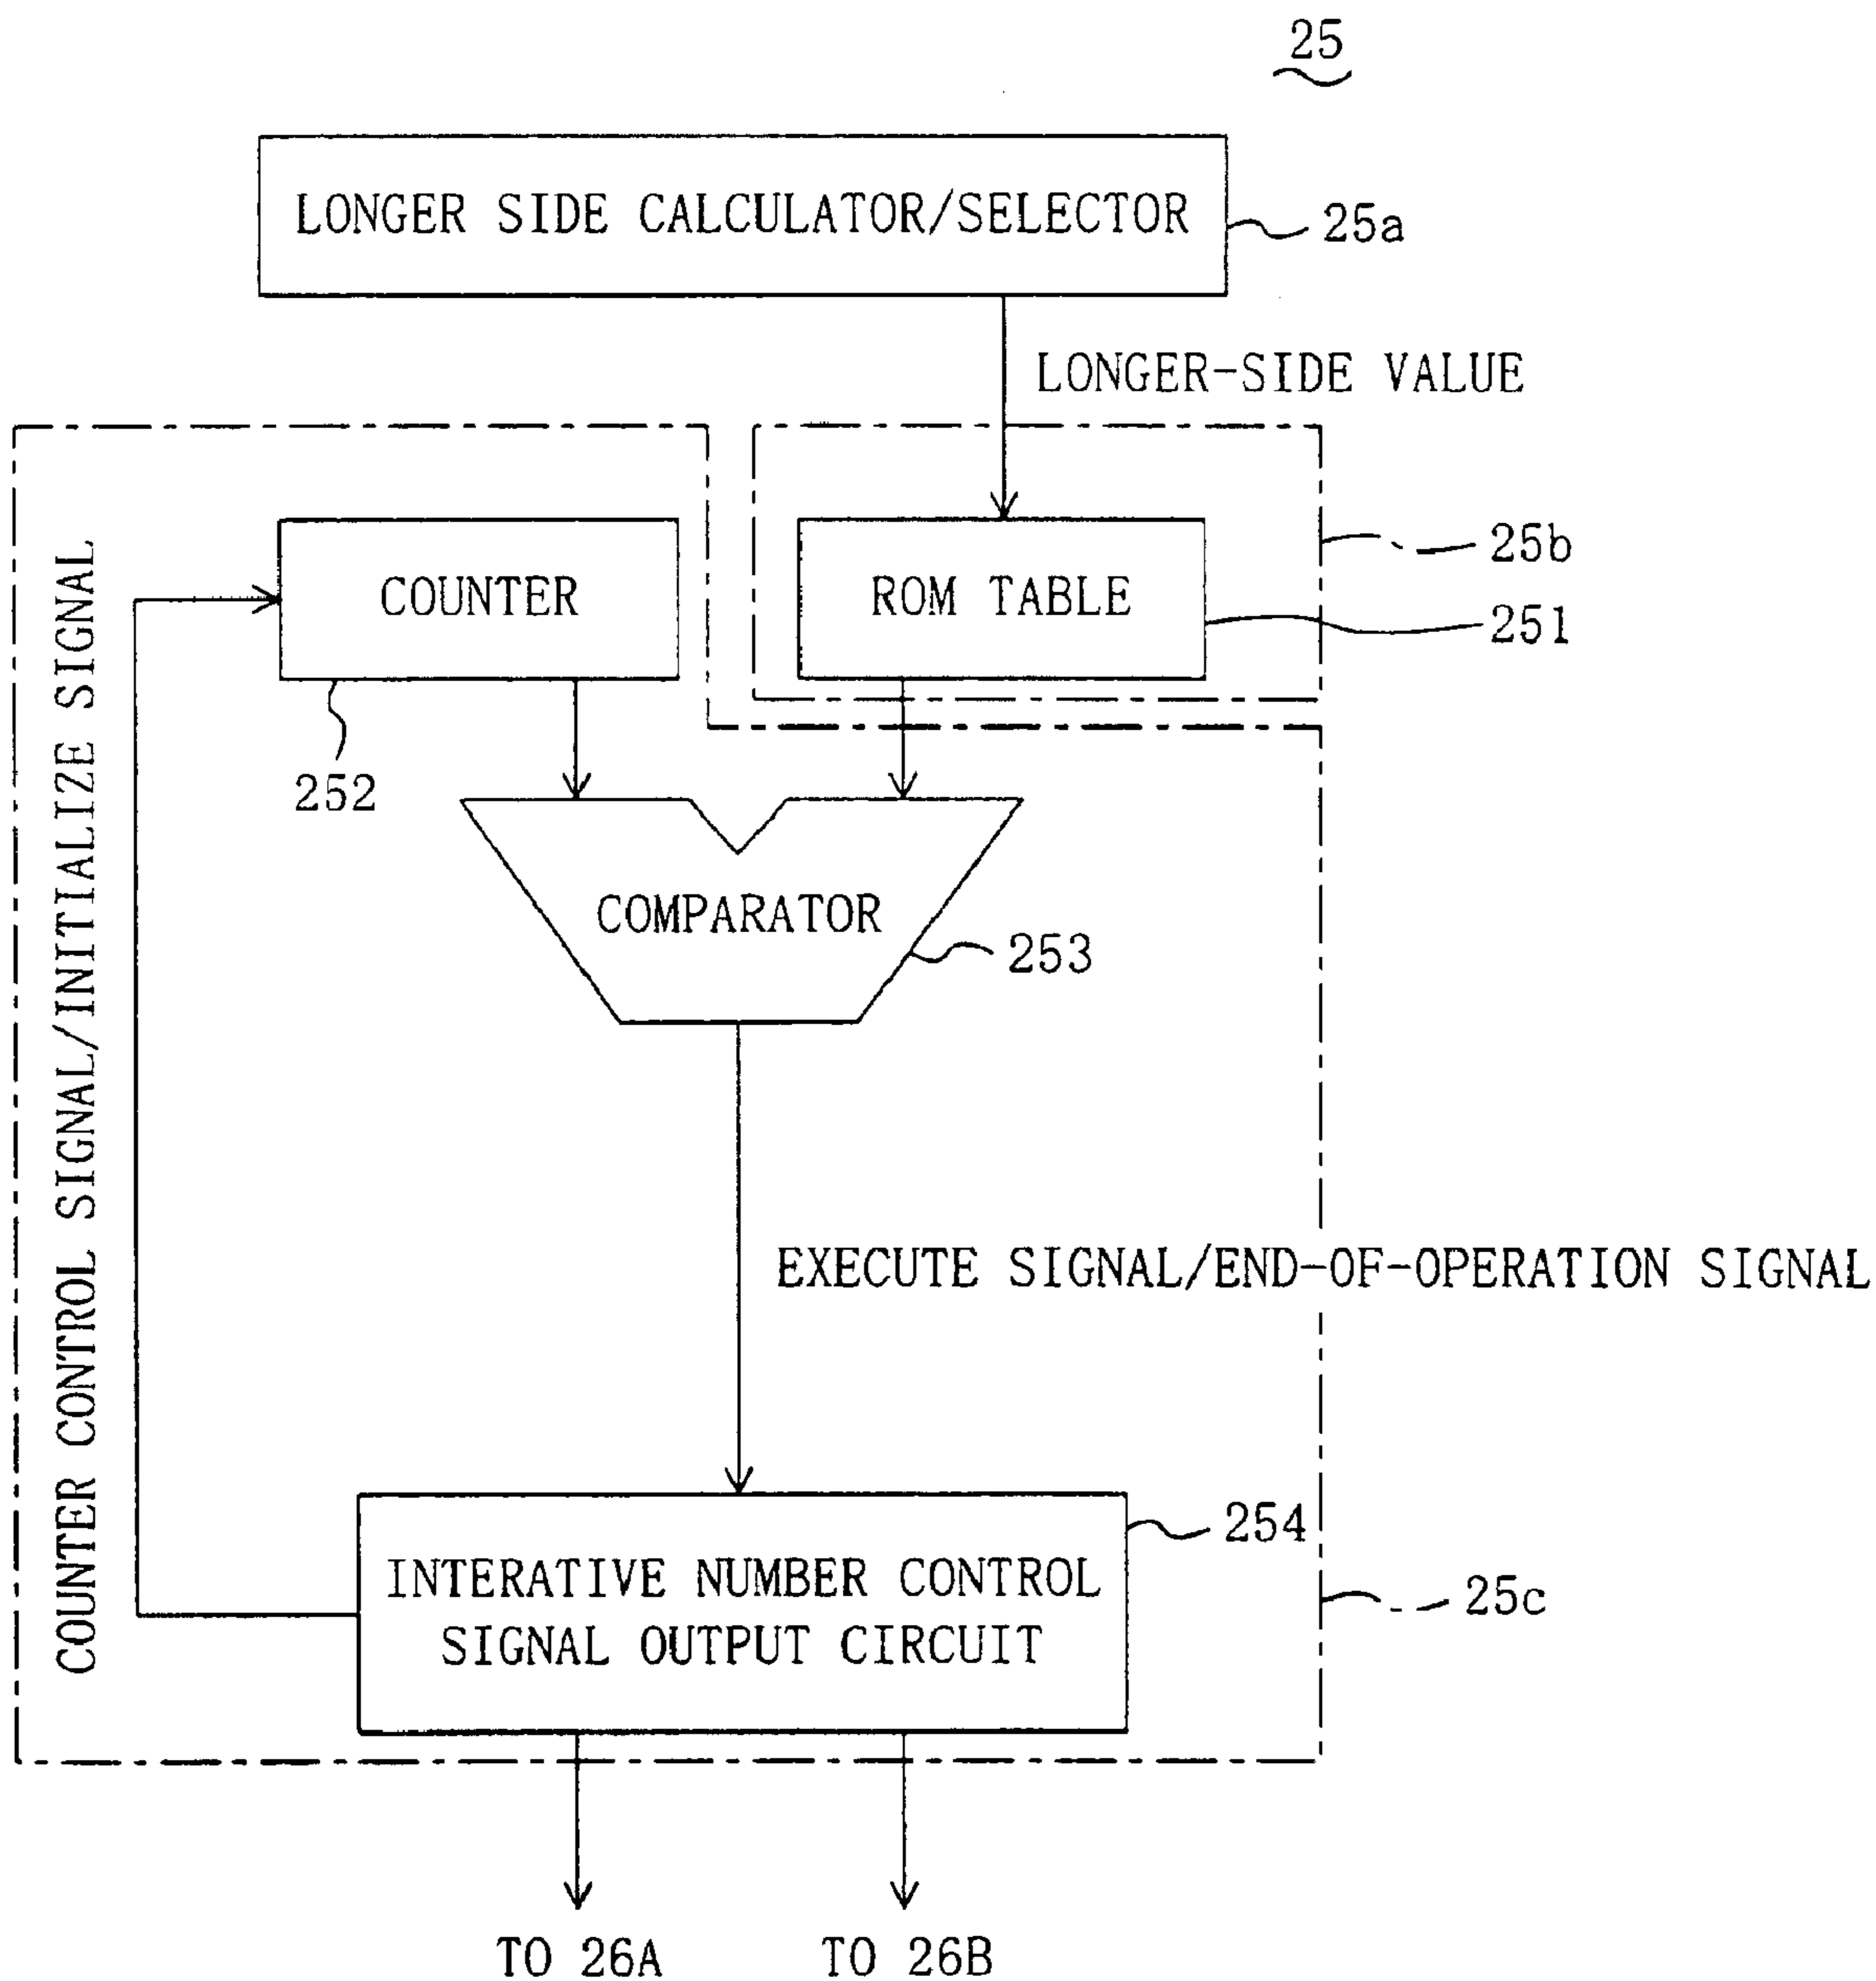 25
LONGER SIDE CALCULATOR/SELECTOR
25a
LONGER-SIDE VALUE
COUNTER
ROM TABLE
25b
251
252
COMPARATOR
253
COUNTER CONTROL SIGNAL/INITIALIZE SIGNAL
EXECUTE SIGNAL/END-OF-OPERATION SIGNAL
INTERATIVE NUMBER CONTROL
SIGNAL OUTPUT CIRCUIT
254
25c
TO 26A
TO 26B